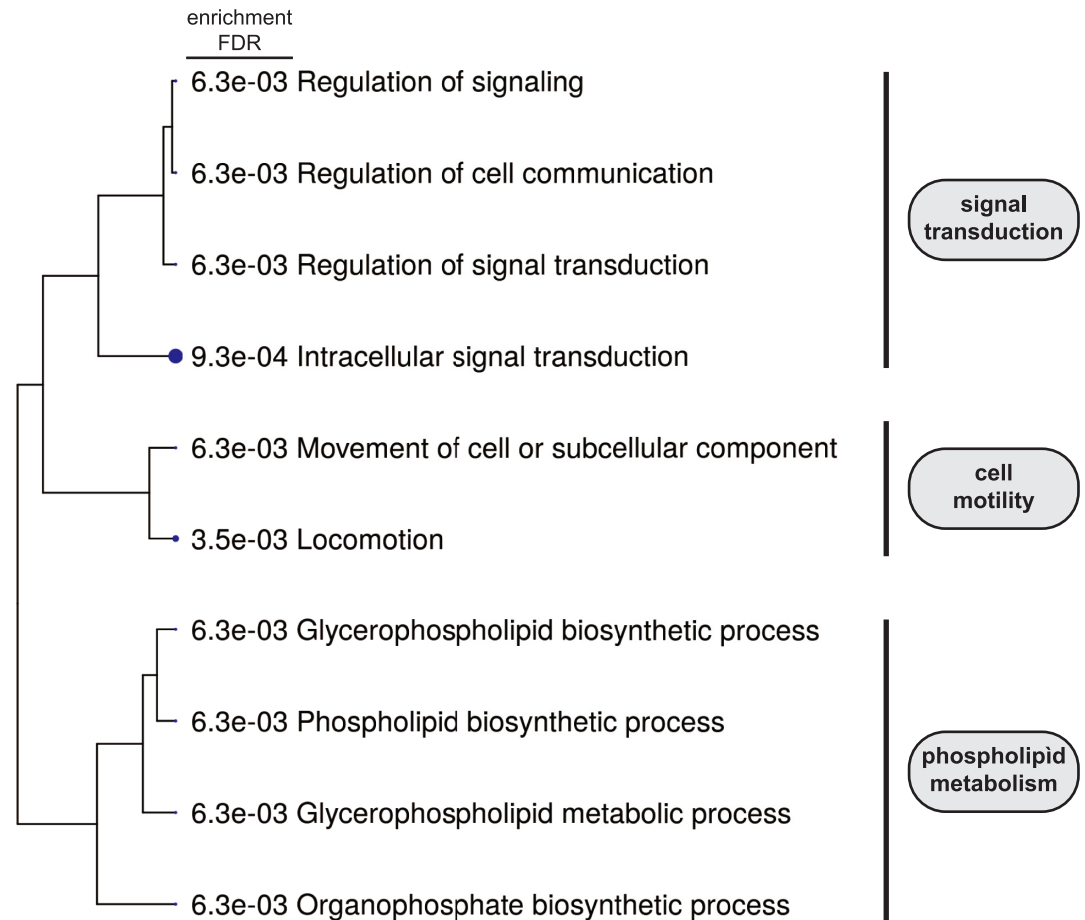 enrichment
FDR
6.3e-03 Regulation of signaling
6.3e-03 Regulation of cell communication
signal
transduction
6.3e-03 Regulation of signal transduction
9.3e-04 Intracellular signal transduction
6.3e-03 Movement of cell or subcellular component
cell
motility
3.5e-03 Locomotion
6.3e-03 Glycerophospholipid biosynthetic process
6.3e-03 Phospholipid biosynthetic process
phospholipid
metabolism
6.3e-03 Glycerophospholipid metabolic process
6.3e-03 Organophosphate biosynthetic process